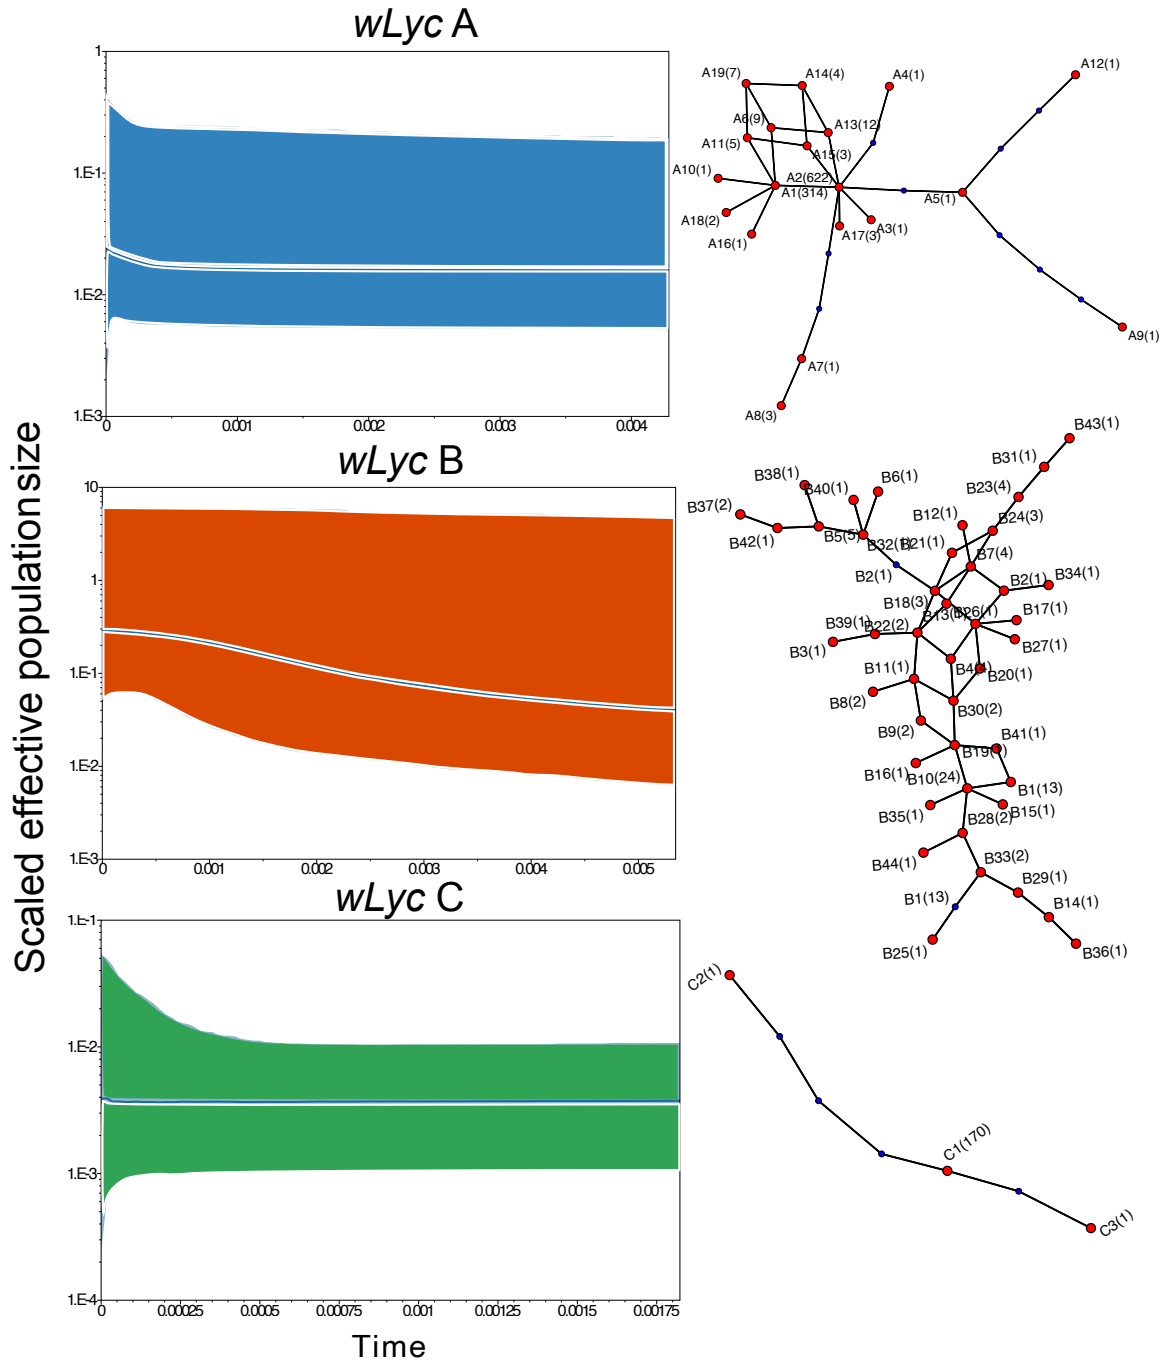 wLyc A
1
1.E-1
1.E-2
1.E-3
0
0.001
0.002
0.003
0.004
A19(7)
A14(4)
A4(1)
A12(1)
A6(9)
A13(12)
A11(5)
A15(3)
A10(1)
A2(622)
A1(314)
A5(1)
A18(2)
A3(1)
A17(3)
A16(1)
A9(1)
A7(1)
A8(3)
Scaled effective population size
wLyc B
10
1
1.E-1
1.E-2
1.E-3
0
0.001
0.002
0.003
0.004
0.005
B43(1)
B31(1)
B23(4)
B38(1)
B40(1)
B6(1)
B37(2)
B12(1)
B24(3)
B42(1)
B5(5)
B32(1)
B21(1)
B7(4)
B2(1)
B2(1)
B34(1)
B18(3)
B26(1)
B17(1)
B39(1)
B22(2)
B27(1)
B3(1)
B11(1)
B20(1)
B8(2)
B30(2)
B9(2)
B41(1)
B16(1)
B10(24)
B1(13)
B35(1)
B15(1)
B28(2)
B44(1)
B33(2)
B29(1)
B1(13)
B14(1)
B25(1)
B36(1)
wLyc C
1.E-1
1.E-2
1.E-3
1.E-4
0
0.00025
0.0005
0.00075
0.001
0.00125
0.0015
0.00175
Time
C2(1)
C1(170)
C3(1)